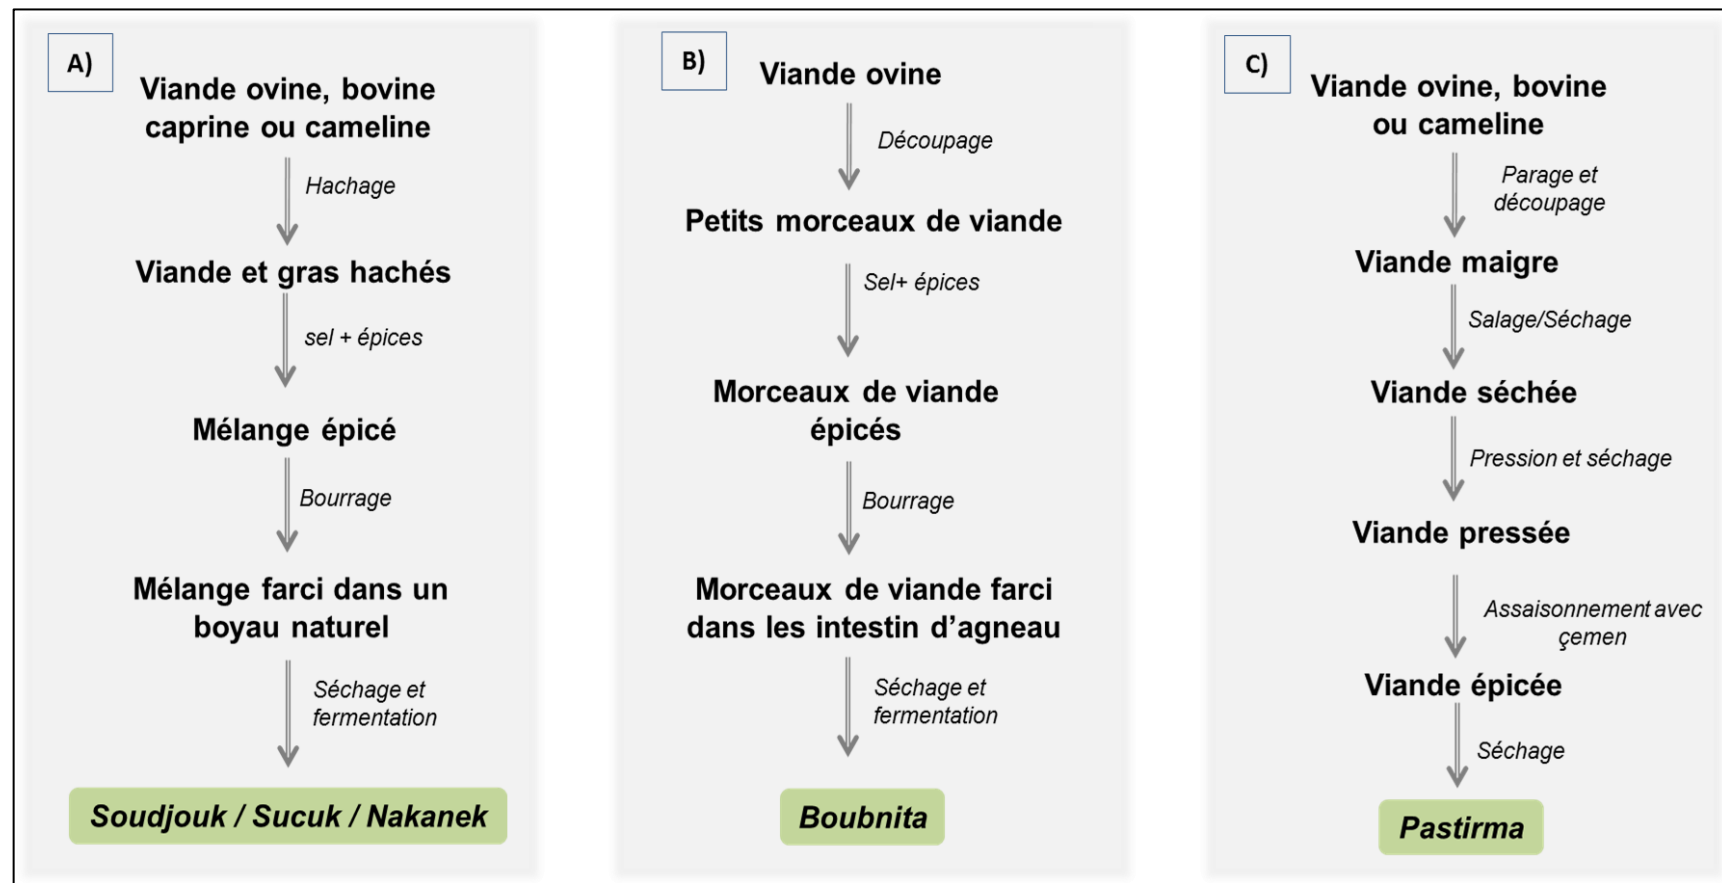 A)
Viande ovine, bovine
caprine ou cameline
Hachage
Viande et gras hachés
sel + épices
Mélange épicé
Bourrage
Mélange farci dans un
boyau naturel
Séchage et
fermentation
Soudjouk / Sucuk / Nakanek
B)
Viande ovine
Découpage
Petits morceaux de viande
Sel+ épices
Morceaux de viande
épicés
Bourrage
Morceaux de viande farci
dans les intestin d’agneau
Séchage et
fermentation
Boubnita
C)
Viande ovine, bovine
ou cameline
Parage et
découpage
Viande maigre
Salage/Séchage
Viande séchée
Pression et séchage
Viande pressée
Assaisonnement avec
çemen
Viande épicée
Séchage
Pastirma